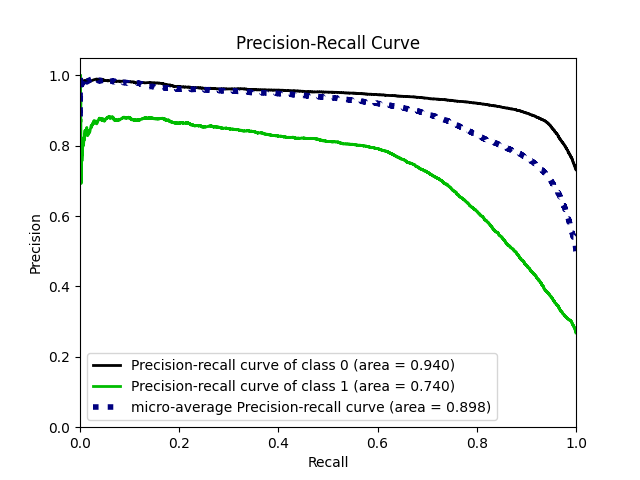 Precision-Recall Curve
1.0
0.8
0.6
0.4
0.2
0.0
Precision
Precision-recall curve of class 0 (area = 0.940)
Precision-recall curve of class 1 (area = 0.740)
micro-average Precision-recall curve (area = 0.898)
0.0 0.2 0.4 0.6 0.8 1.0
Recall